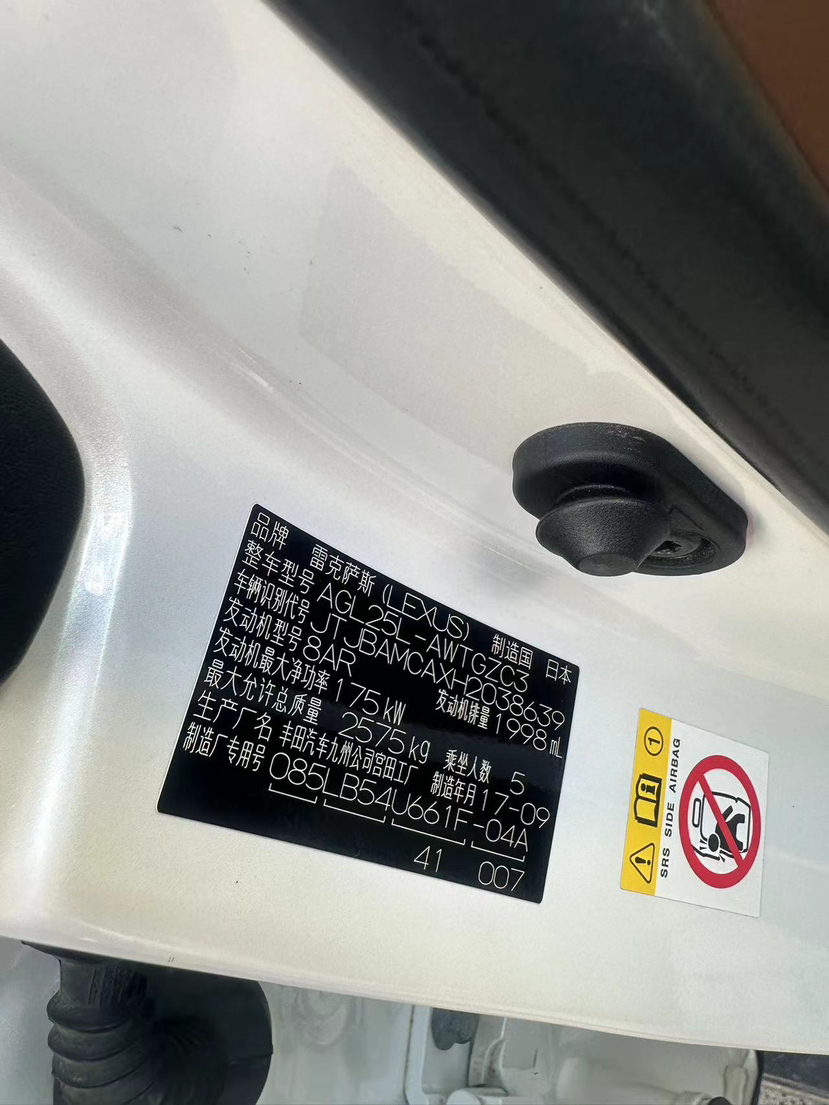 品牌 雷克萨斯 (LEXUS) 制造国 日本
整车型号 AGL25L-AWTGZC3
车辆识别代号 JTJBAMCAXH2038639
发动机型号 8AR 发动机排量 1998 mL
发动机最大净功率 175 kW
最大允许总质量 2575 kg 乘坐人数 5
生产厂名 丰田汽车九州公司宫田工厂 制造年月 17-09
制造厂专用号 085LB54U661F-04A
41 007
1
SRS SIDE AIRBAG